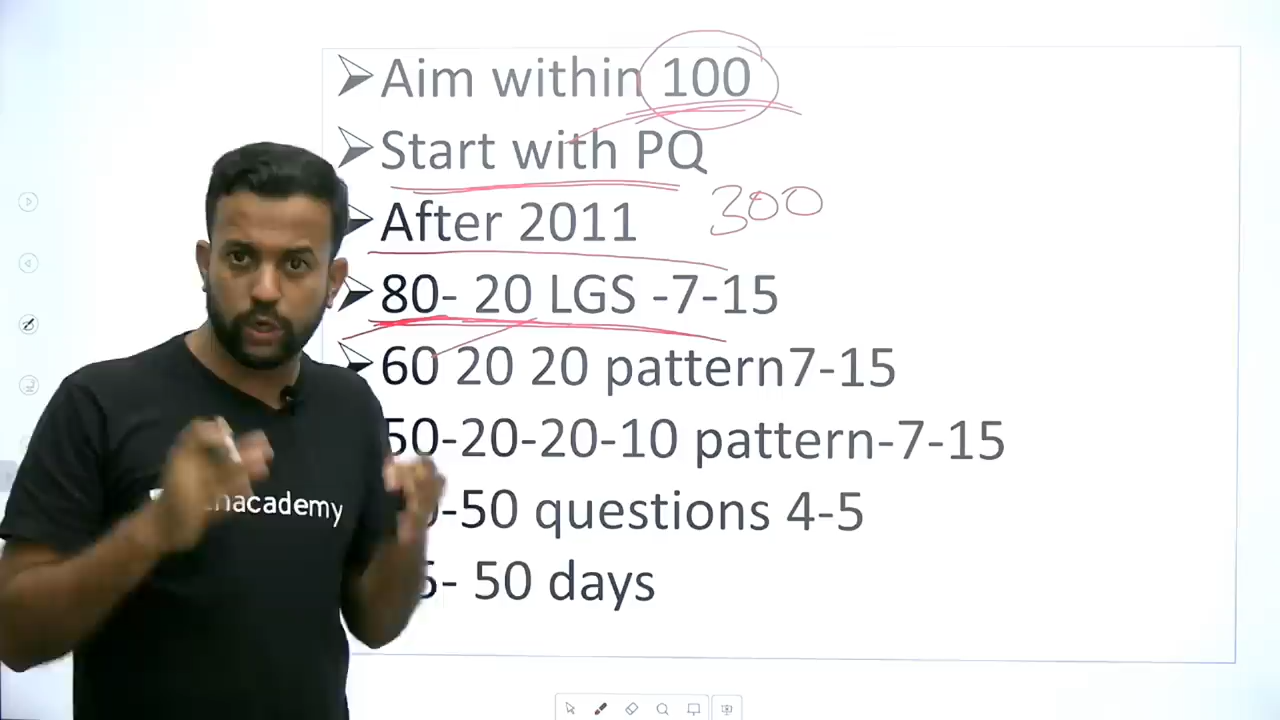 Aim within 100
Start with PQ
After 2011
300
80- 20 LGS -7-15
60 20 20 pattern7-15
50-20-20-10 pattern-7-15
-50 questions 4-5
- 50 days
nacademy